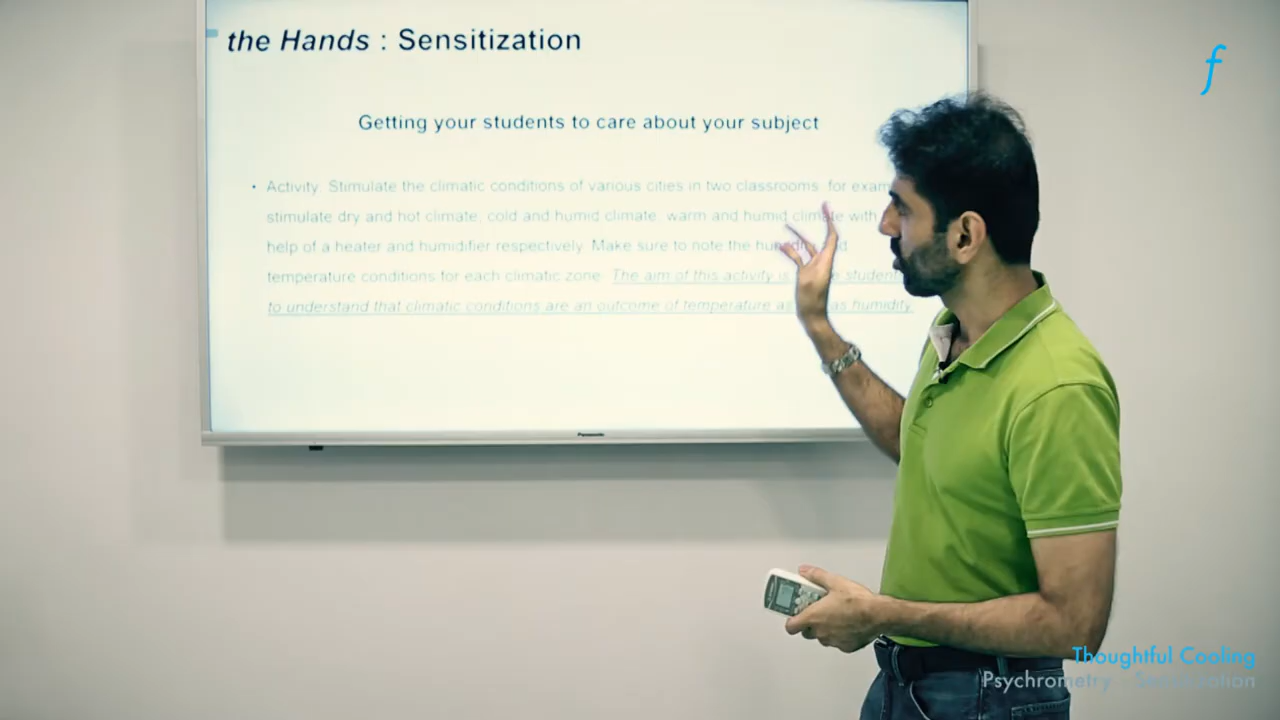 the Hands : Sensitization
Getting your students to care about your subject
• Activity: Stimulate the climatic conditions of various cities in two classrooms, for exam
stimulate dry and hot climate, cold and humid climate, warm and humid climate with
help of a heater and humidifier respectively. Make sure to note the humidity and
temperature conditions for each climatic zone. The aim of this activity is student
to understand that climatic conditions are an outcome of temperature as as humidity.
Panasonic
f
Thoughtful Cooling
Psychrometry - Sensitization